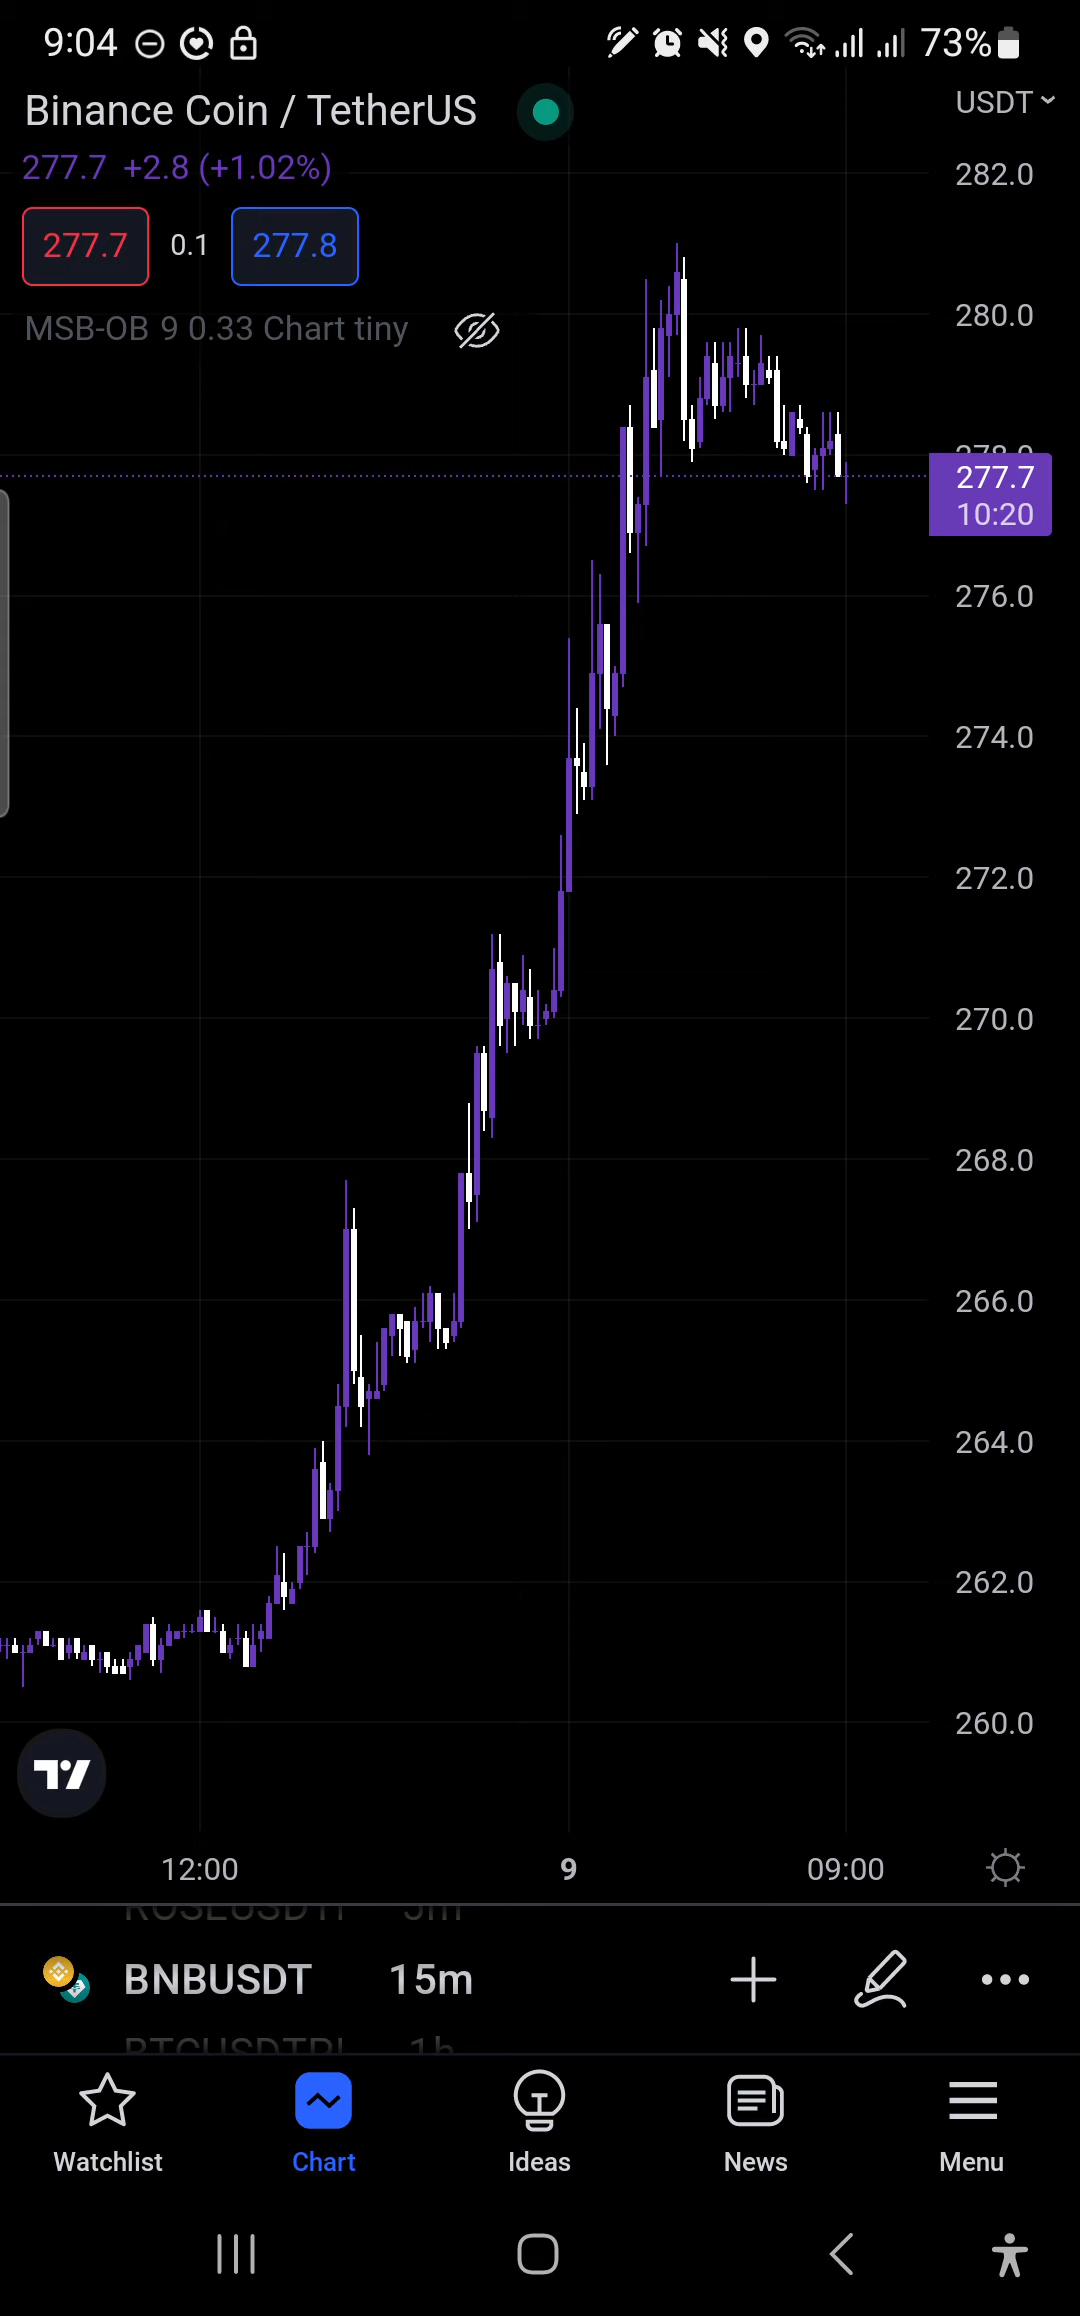 9:04 73%
Binance Coin / TetherUS USDT
277.7 +2.8 (+1.02%)
282.0
277.7 0.1 277.8
MSB-OB 9 0.33 Chart tiny
280.0
278.0
277.7
10:20
276.0
274.0
272.0
270.0
268.0
266.0
264.0
262.0
260.0
12:00 9 09:00
BNBUSDT 15m
Watchlist Chart Ideas News Menu